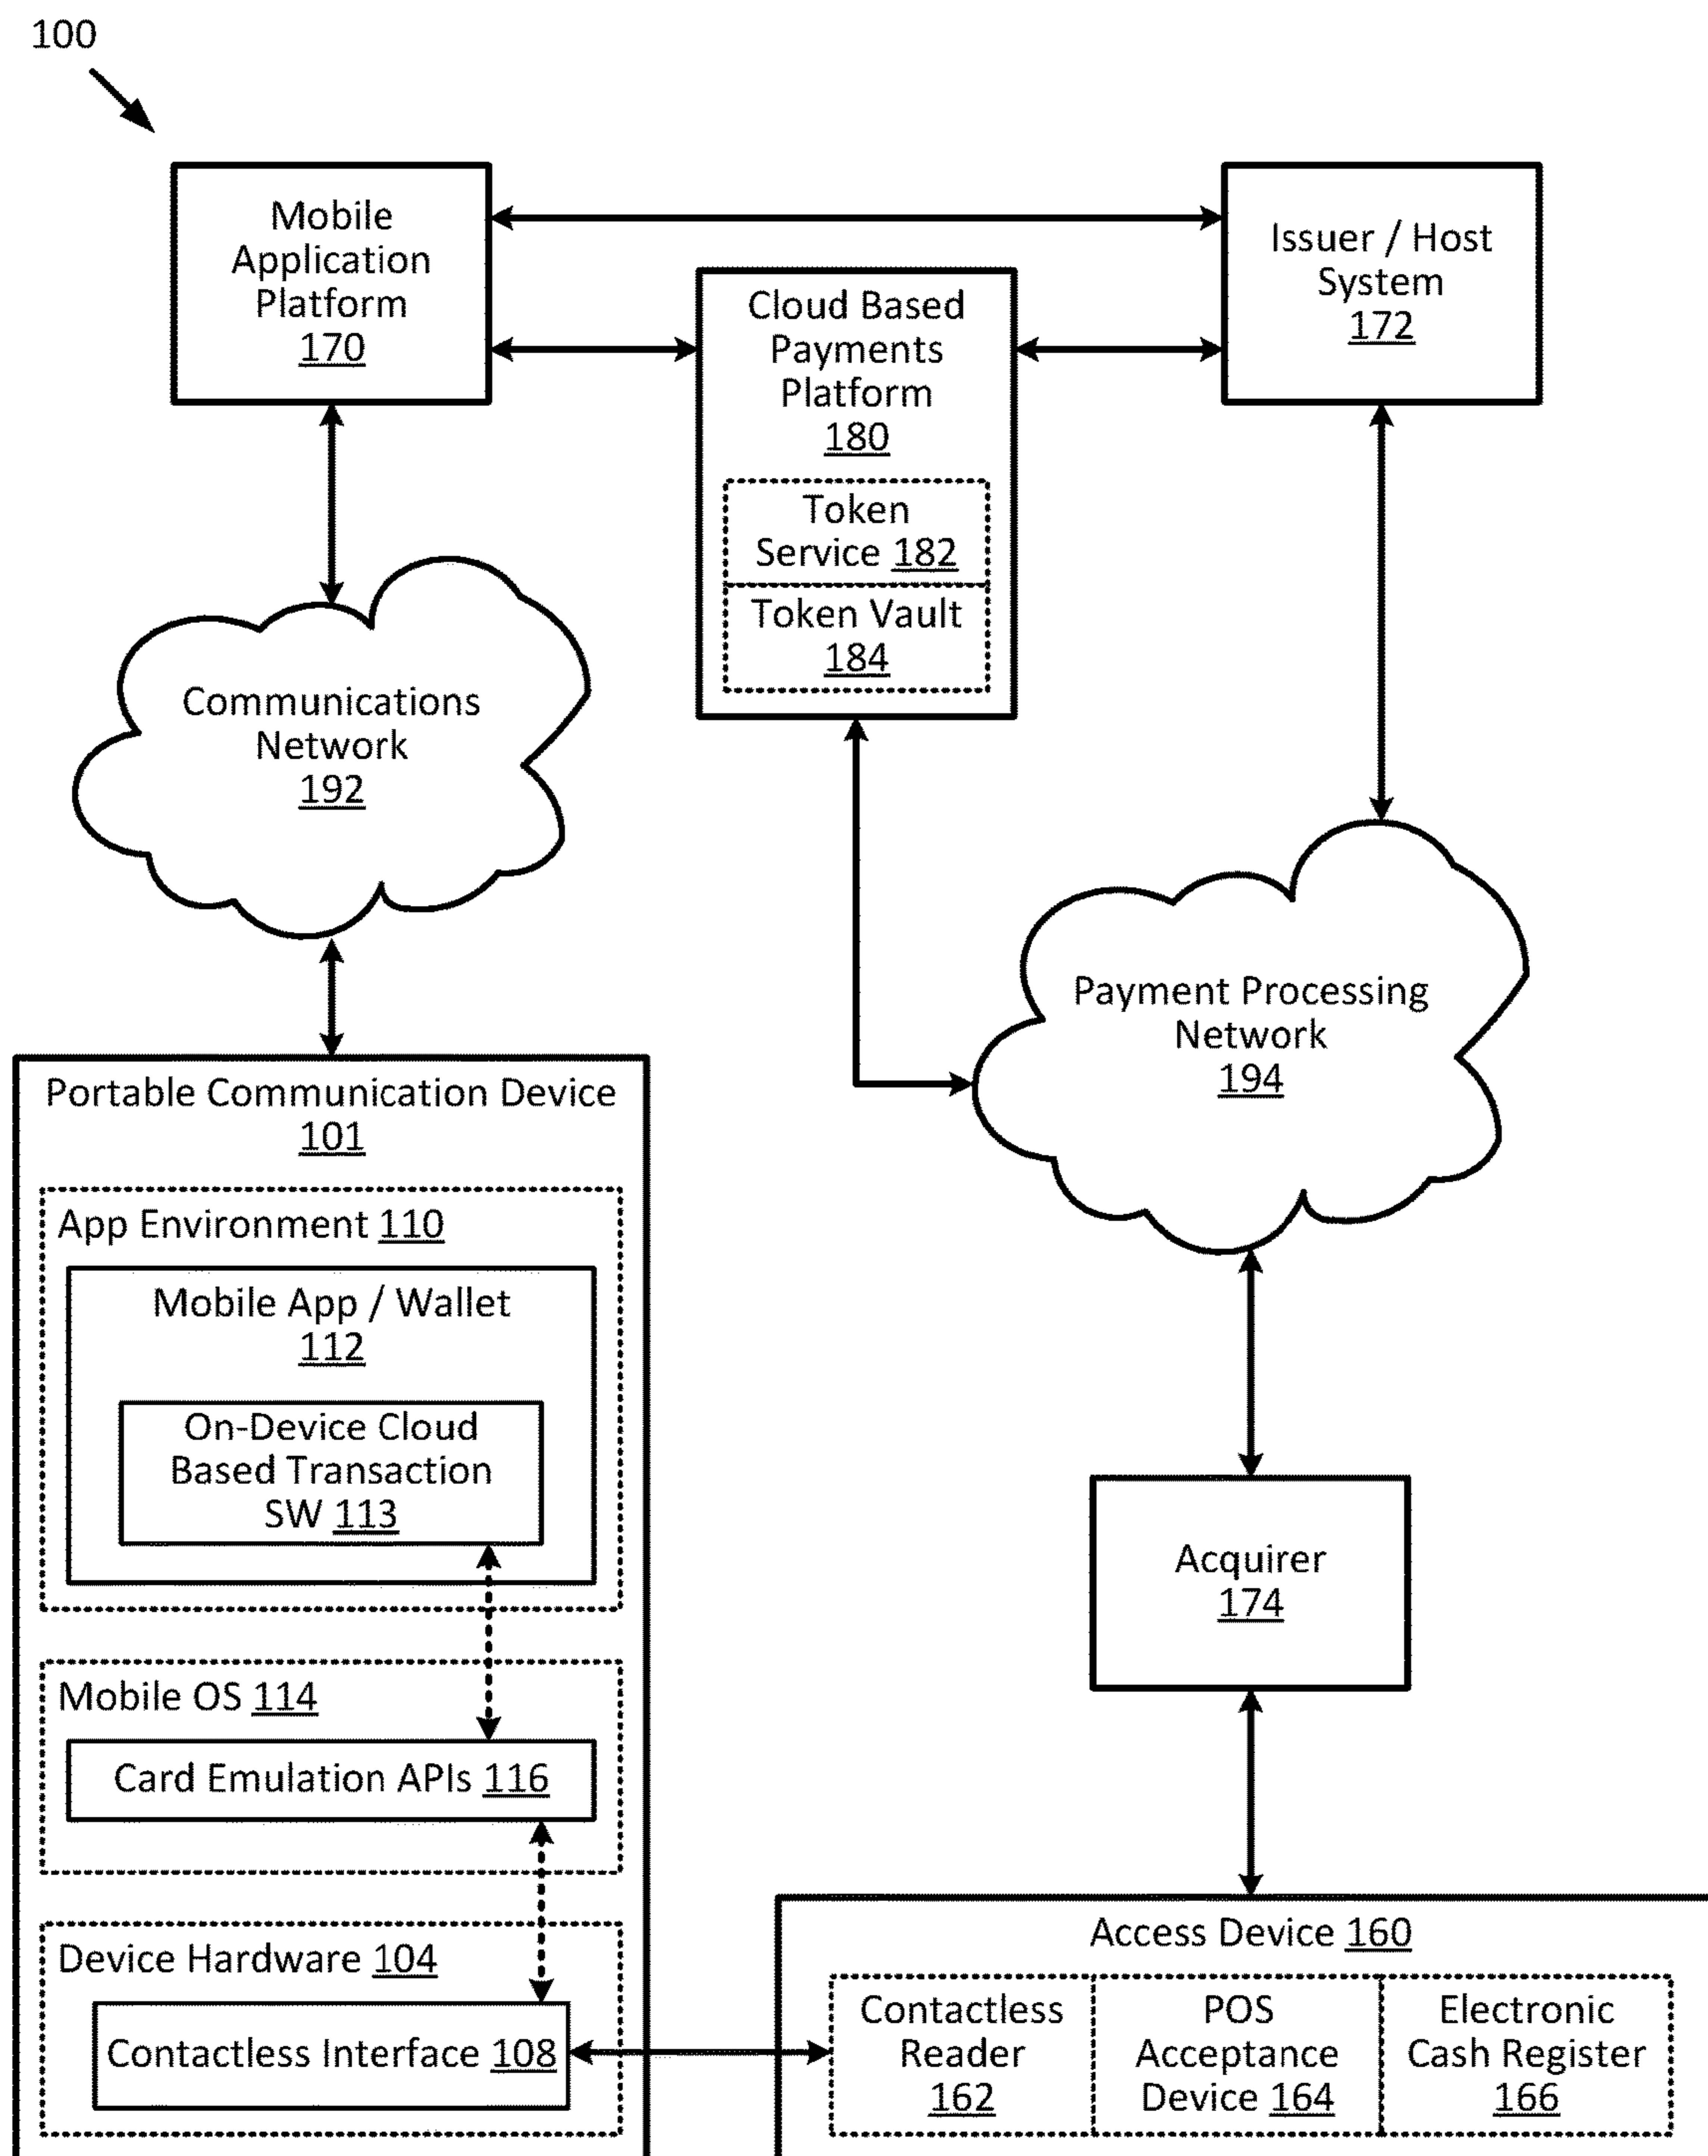 100
Mobile
Application
Platform
170
Issuer / Host
System
172
Cloud Based
Payments
Platform
180
Token
Service 182
Token Vault
184
Communications
Network
192
Payment Processing
Network
194
Portable Communication Device
101
App Environment 110
Mobile App / Wallet
112
On-Device Cloud
Based Transaction
SW 113
Mobile OS 114
Card Emulation APIs 116
Device Hardware 104
Contactless Interface 108
Acquirer
174
Access Device 160
Contactless
Reader
162
POS
Acceptance
Device 164
Electronic
Cash Register
166